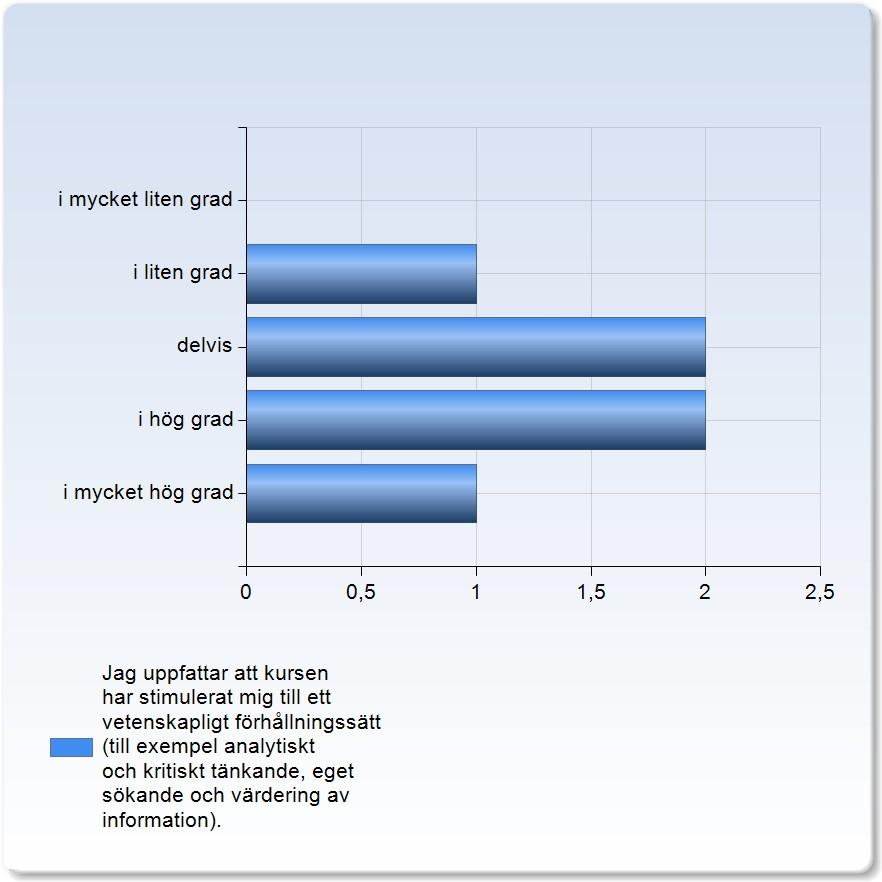 i mycket liten grad
i liten grad
delvis
i hög grad
i mycket hög grad
0 0,5 1 1,5 2 2,5
Jag uppfattar att kursen
har stimulerat mig till ett
vetenskapligt förhållningssätt
(till exempel analytiskt
och kritiskt tänkande, eget
sökande och värdering av
information).